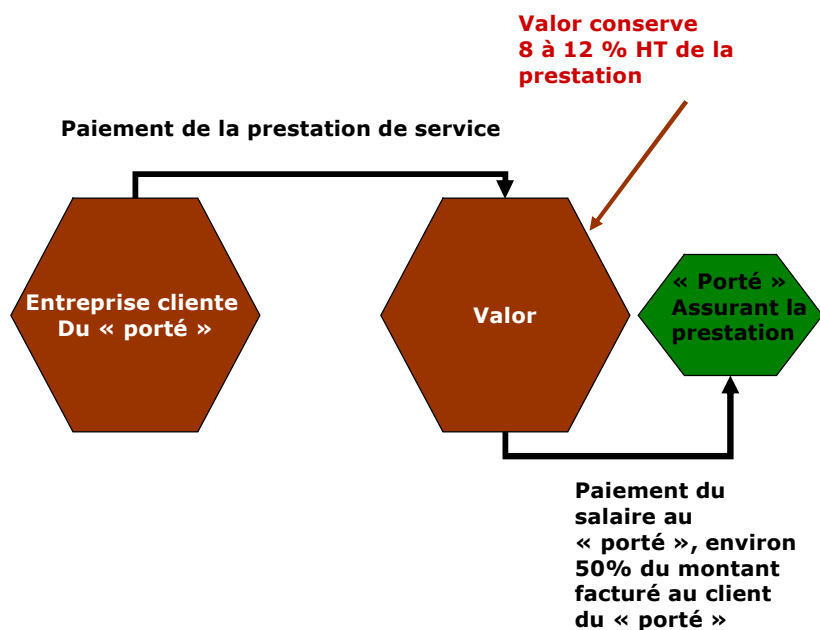 Valor conserve
8 à 12 % HT de la
prestation
Paiement de la prestation de service
Entreprise cliente
Du « porté »
Valor
« Porté »
Assurant la
prestation
Paiement du
salaire au
« porté », environ
50% du montant
facturé au client
du « porté »